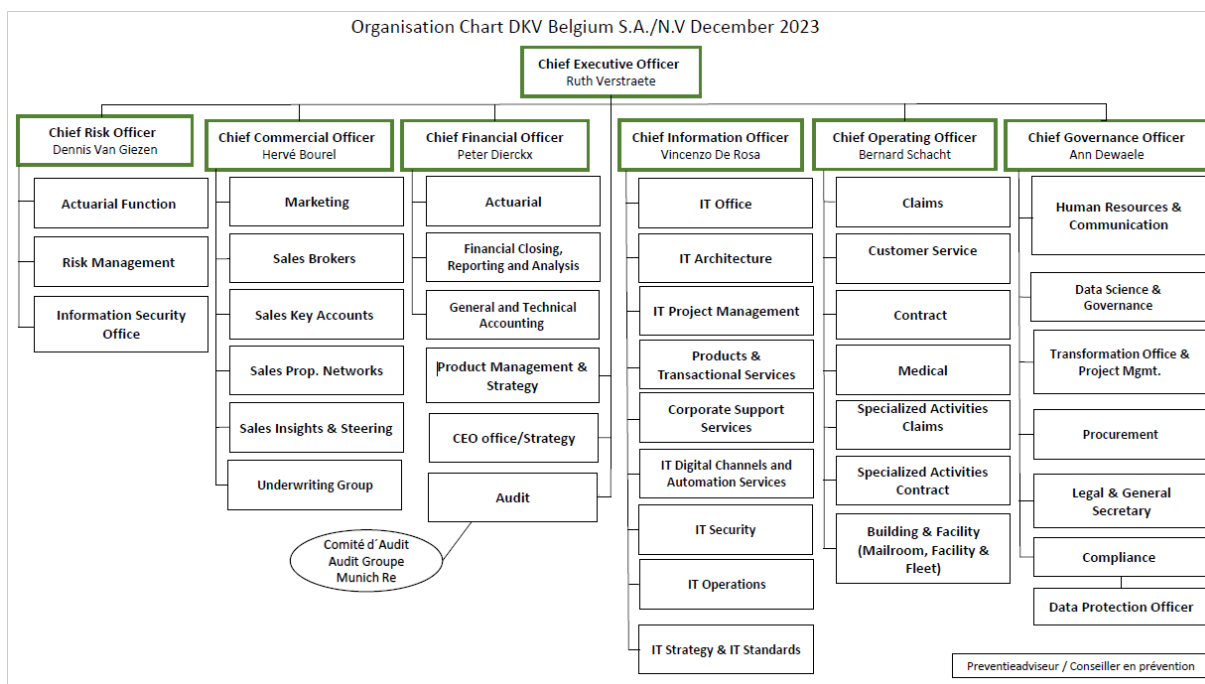 Organisation Chart DKV Belgium S.A./N.V December 2023
Chief Executive Officer
Ruth Verstraete
Chief Risk Officer
Dennis Van Giezen
Actuarial Function
Risk Management
Information Security
Office
Chief Commercial Officer
Hervé Bourel
Marketing
Sales Brokers
Sales Key Accounts
Sales Prop. Networks
Sales Insights & Steering
Underwriting Group
Chief Financial Officer
Peter Dierckx
Actuarial
Financial Closing,
Reporting and Analysis
General and Technical
Accounting
Product Management &
Strategy
CEO office/Strategy
Audit
Comité d´Audit
Audit Groupe
Munich Re
Chief Information Officer
Vincenzo De Rosa
IT Office
IT Architecture
IT Project Management
Products &
Transactional Services
Corporate Support
Services
IT Digital Channels and
Automation Services
IT Security
IT Operations
IT Strategy & IT Standards
Chief Operating Officer
Bernard Schacht
Claims
Customer Service
Contract
Medical
Specialized Activities
Claims
Specialized Activities
Contract
Building & Facility
(Mailroom, Facility &
Fleet)
Chief Governance Officer
Ann Dewaele
Human Resources &
Communication
Data Science &
Governance
Transformation Office &
Project Mgmt.
Procurement
Legal & General
Secretary
Compliance
Data Protection Officer
Preventieadviseur / Conseiller en prévention